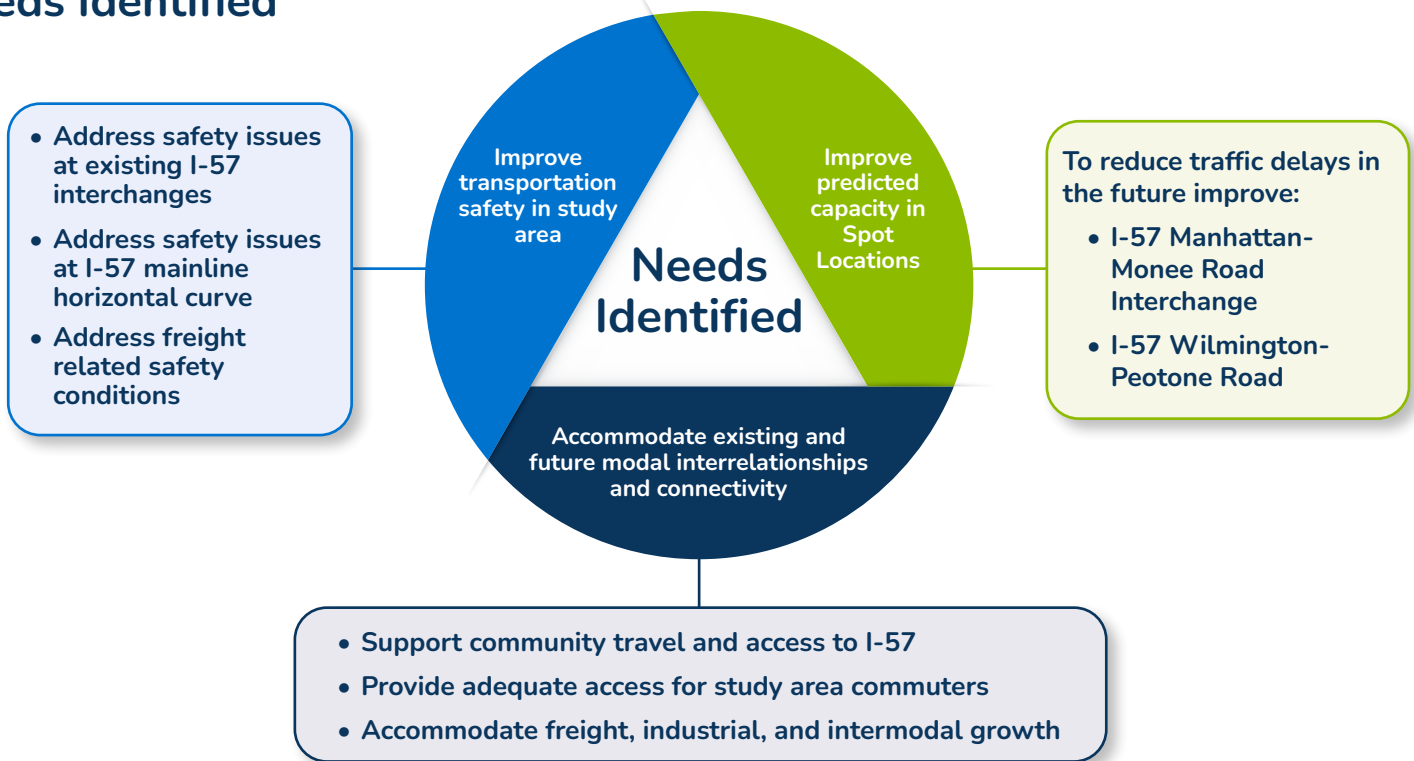 eds Identified
Address safety issues
at existing I-57
interchanges
Address safety issues
at I-57 mainline
horizontal curve
Address freight
related safety
conditions
Improve
transportation
safety in study
area
Improve
predicted
capacity in
Spot
Locations
Needs
Identified
Accommodate existing and
future modal interrelationships
and connectivity
To reduce traffic delays in
the future improve:
I-57 Manhattan-
Monee Road
Interchange
I-57 Wilmington-
Peotone Road
Support community travel and access to I-57
Provide adequate access for study area commuters
Accommodate freight, industrial, and intermodal growth